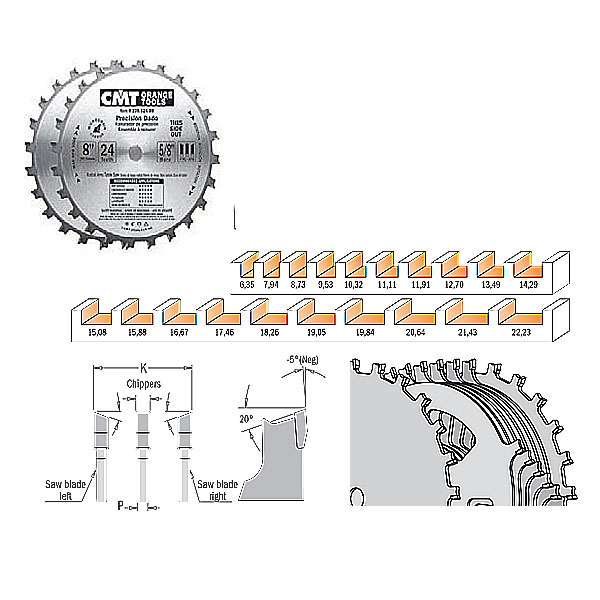 CMT ORANGE TOOLS
Precision Dado
THIS SIDE OUT
8" 24 5/8"
Teeth Bore
6,35 7,94 8,73 9,53 10,32 11,11 11,91 12,70 13,49 14,29
15,08 15,88 16,67 17,46 18,26 19,05 19,84 20,64 21,43 22,23
K
Chippers
-5°(Neg)
20°
Saw blade left
Saw blade right
P